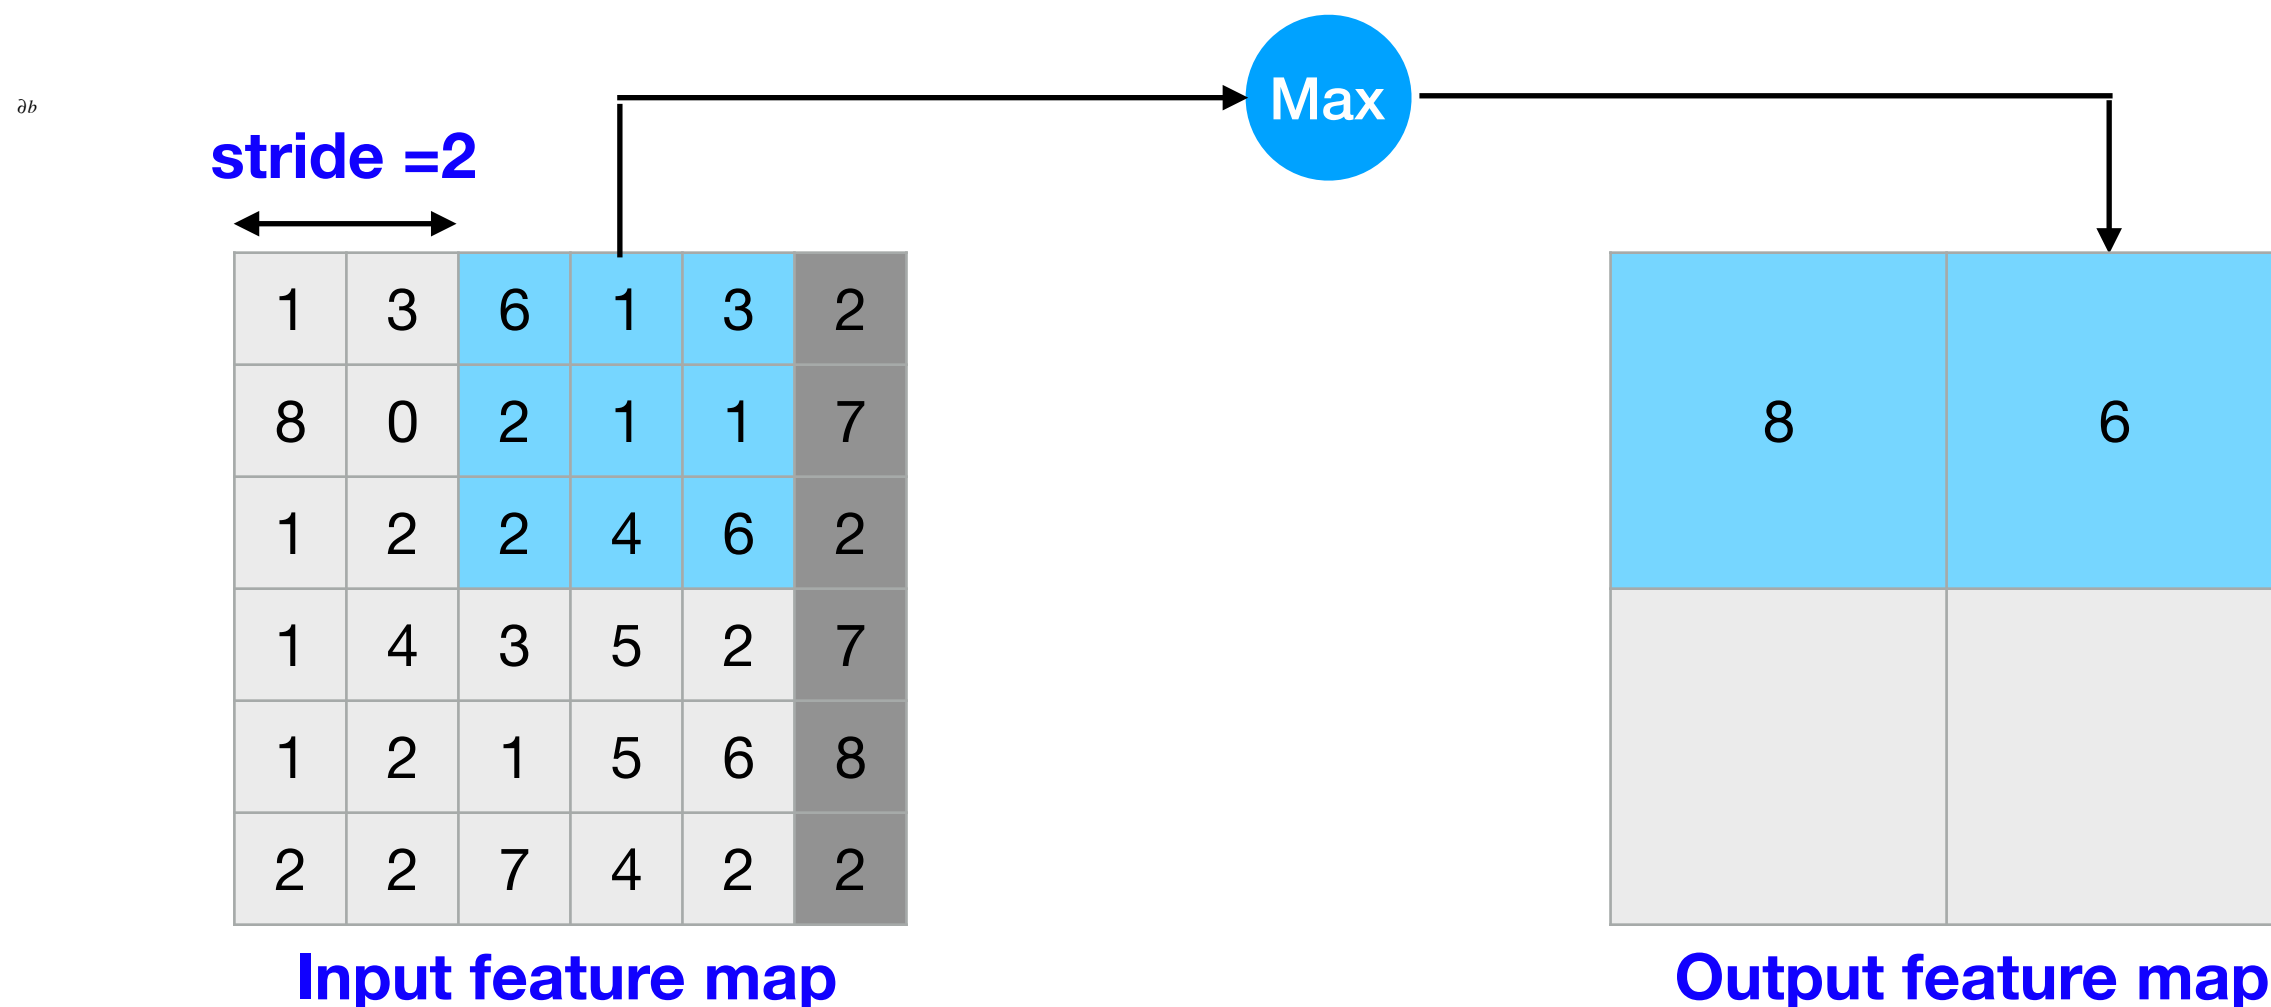 Max
∂b
stride =2
1 3 6 1 3 2
8 0 2 1 1 7
8 6
1 2 2 4 6 2
1 4 3 5 2 7
1 2 1 5 6 8
2 2 7 4 2 2
Input feature map
Output feature map